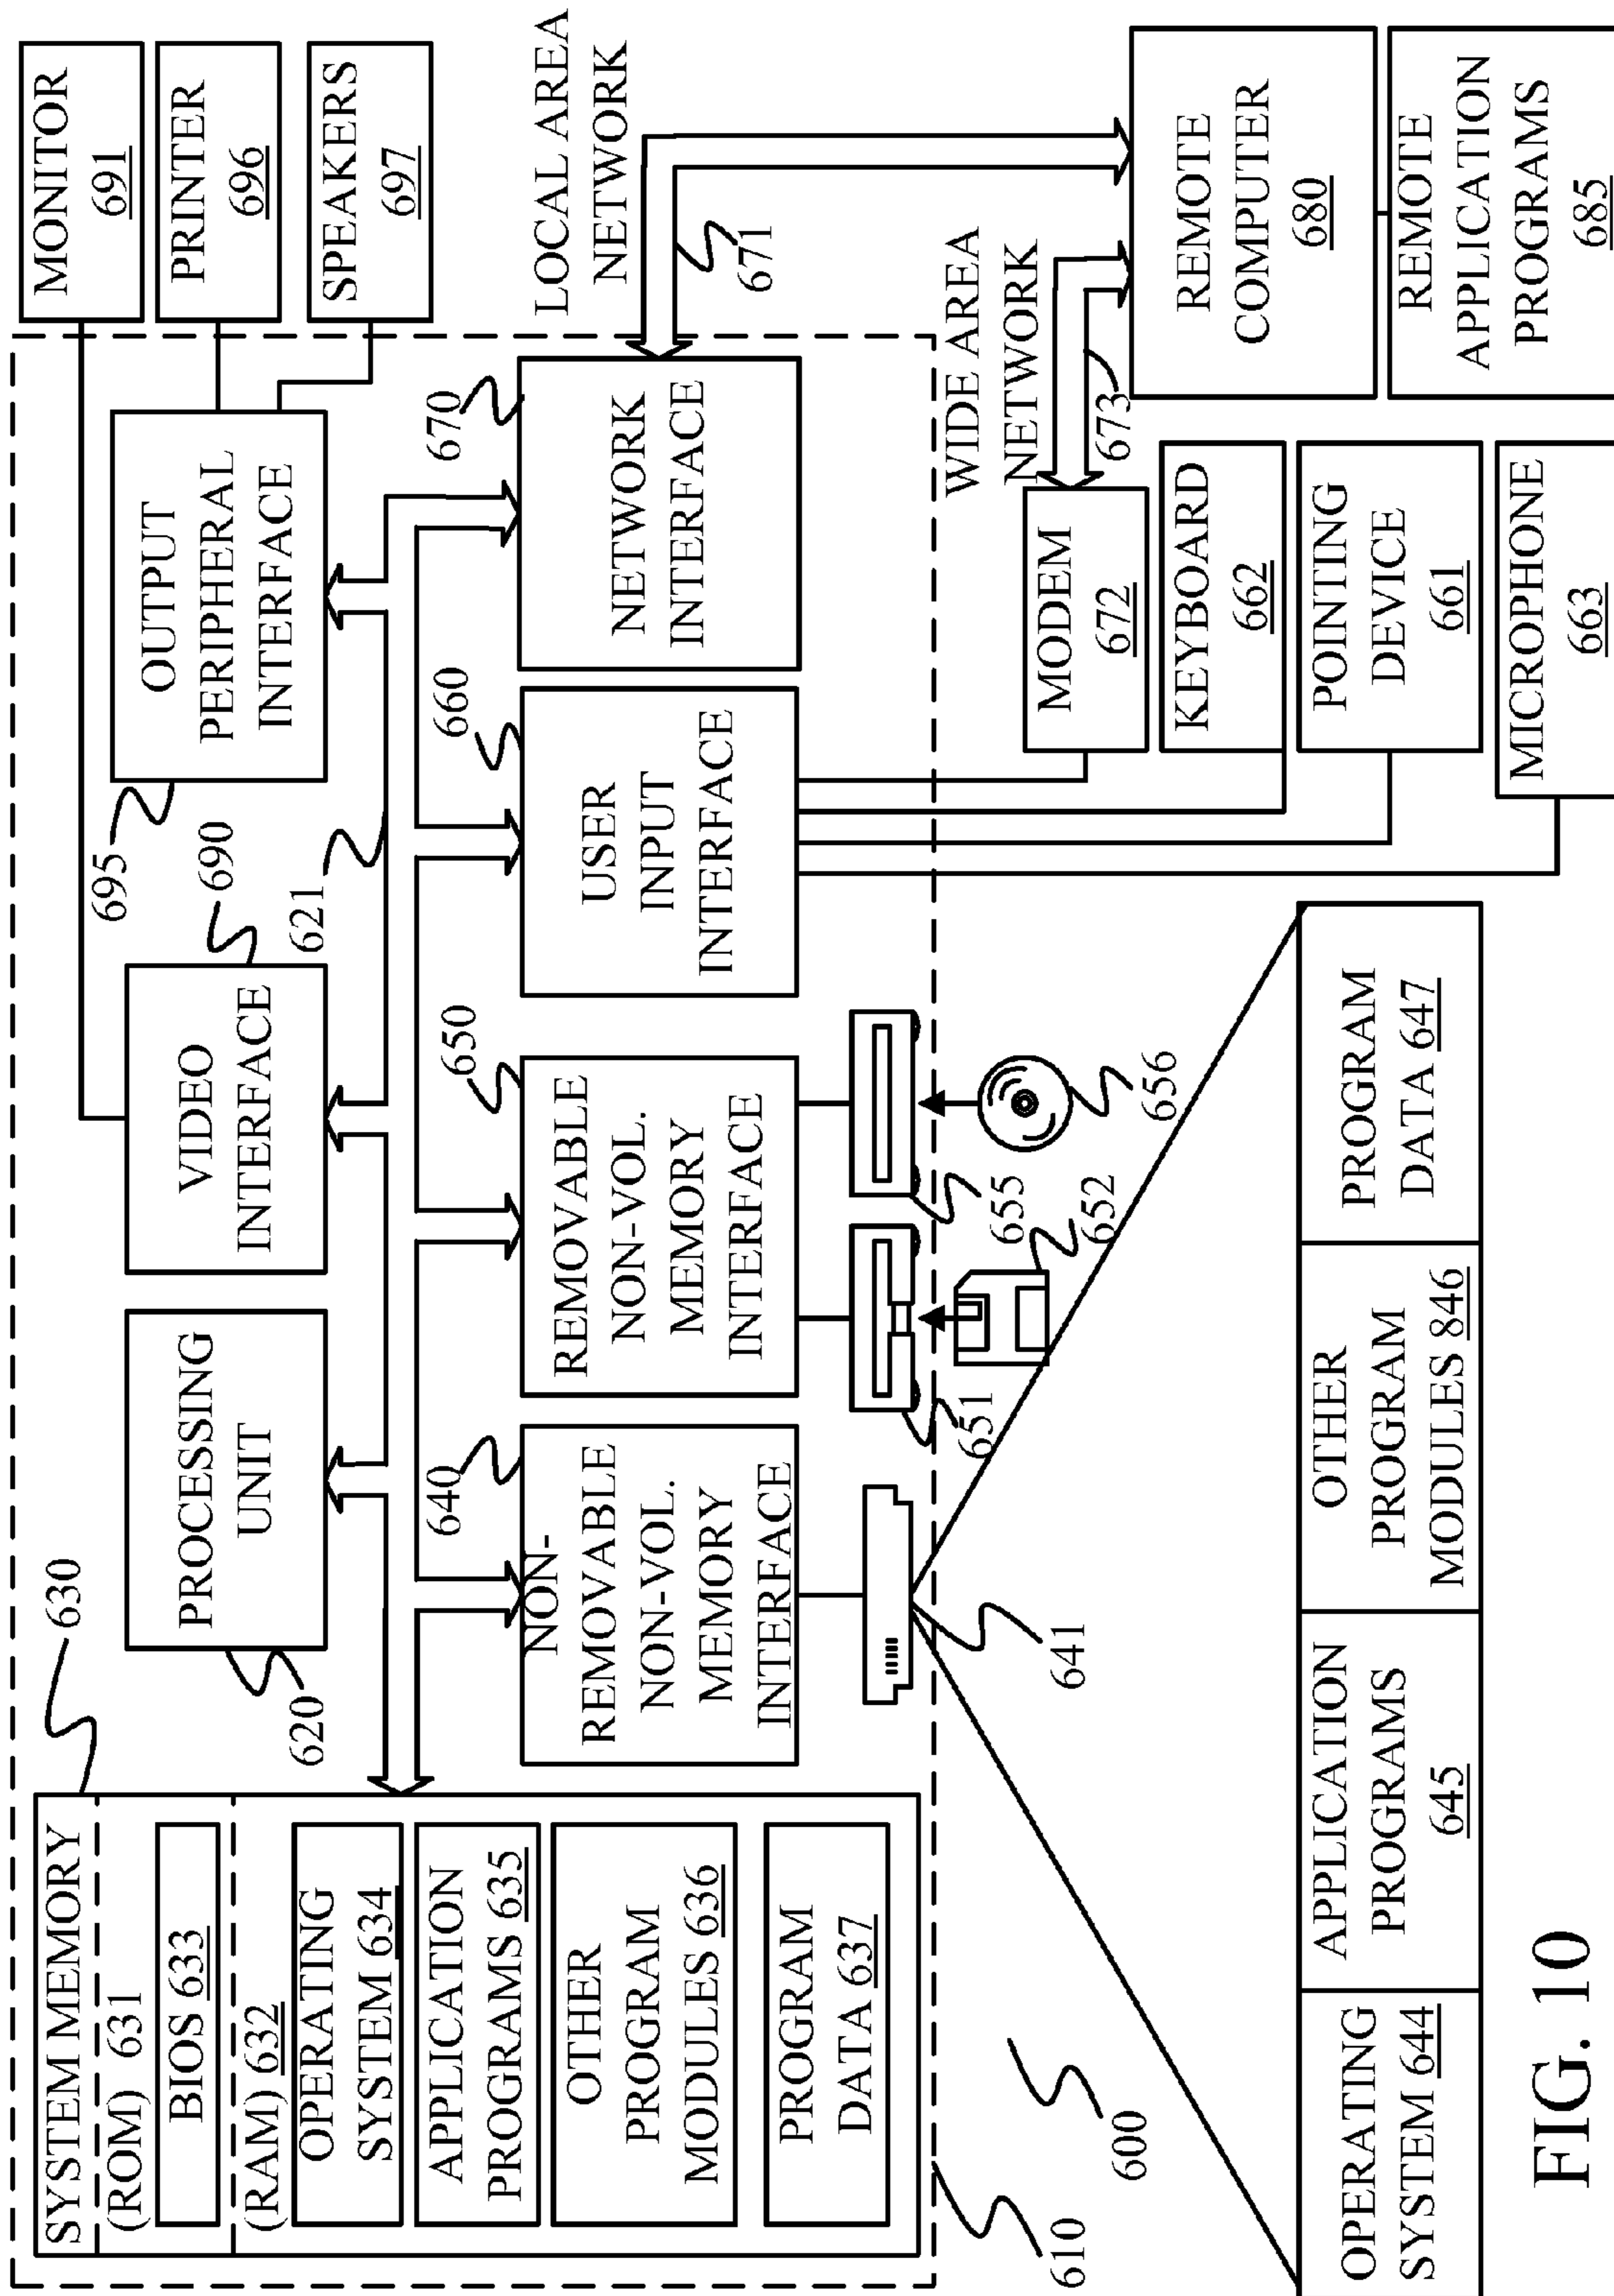 SYSTEM MEMORY
(ROM) 631
BIOS 633
(RAM) 632
OPERATING
SYSTEM 634
APPLICATION
PROGRAMS 635
OTHER
PROGRAM
MODULES 636
PROGRAM
DATA 637
630
620
PROCESSING
UNIT
VIDEO
INTERFACE
690
695
621
OUTPUT
PERIPHERAL
INTERFACE
MONITOR
691
PRINTER
696
SPEAKERS
697
640
NON-
REMOVABLE
NON-VOL.
MEMORY
INTERFACE
650
REMOVABLE
NON-VOL.
MEMORY
INTERFACE
660
USER
INPUT
INTERFACE
670
NETWORK
INTERFACE
LOCAL AREA
NETWORK
671
WIDE AREA
NETWORK
673
641
651
652
655
656
MODEM
672
KEYBOARD
662
POINTING
DEVICE
661
MICROPHONE
663
REMOTE
COMPUTER
680
REMOTE
APPLICATION
PROGRAMS
685
610
600
OPERATING
SYSTEM 644
APPLICATION
PROGRAMS
645
OTHER
PROGRAM
MODULES 846
PROGRAM
DATA 647
FIG. 10